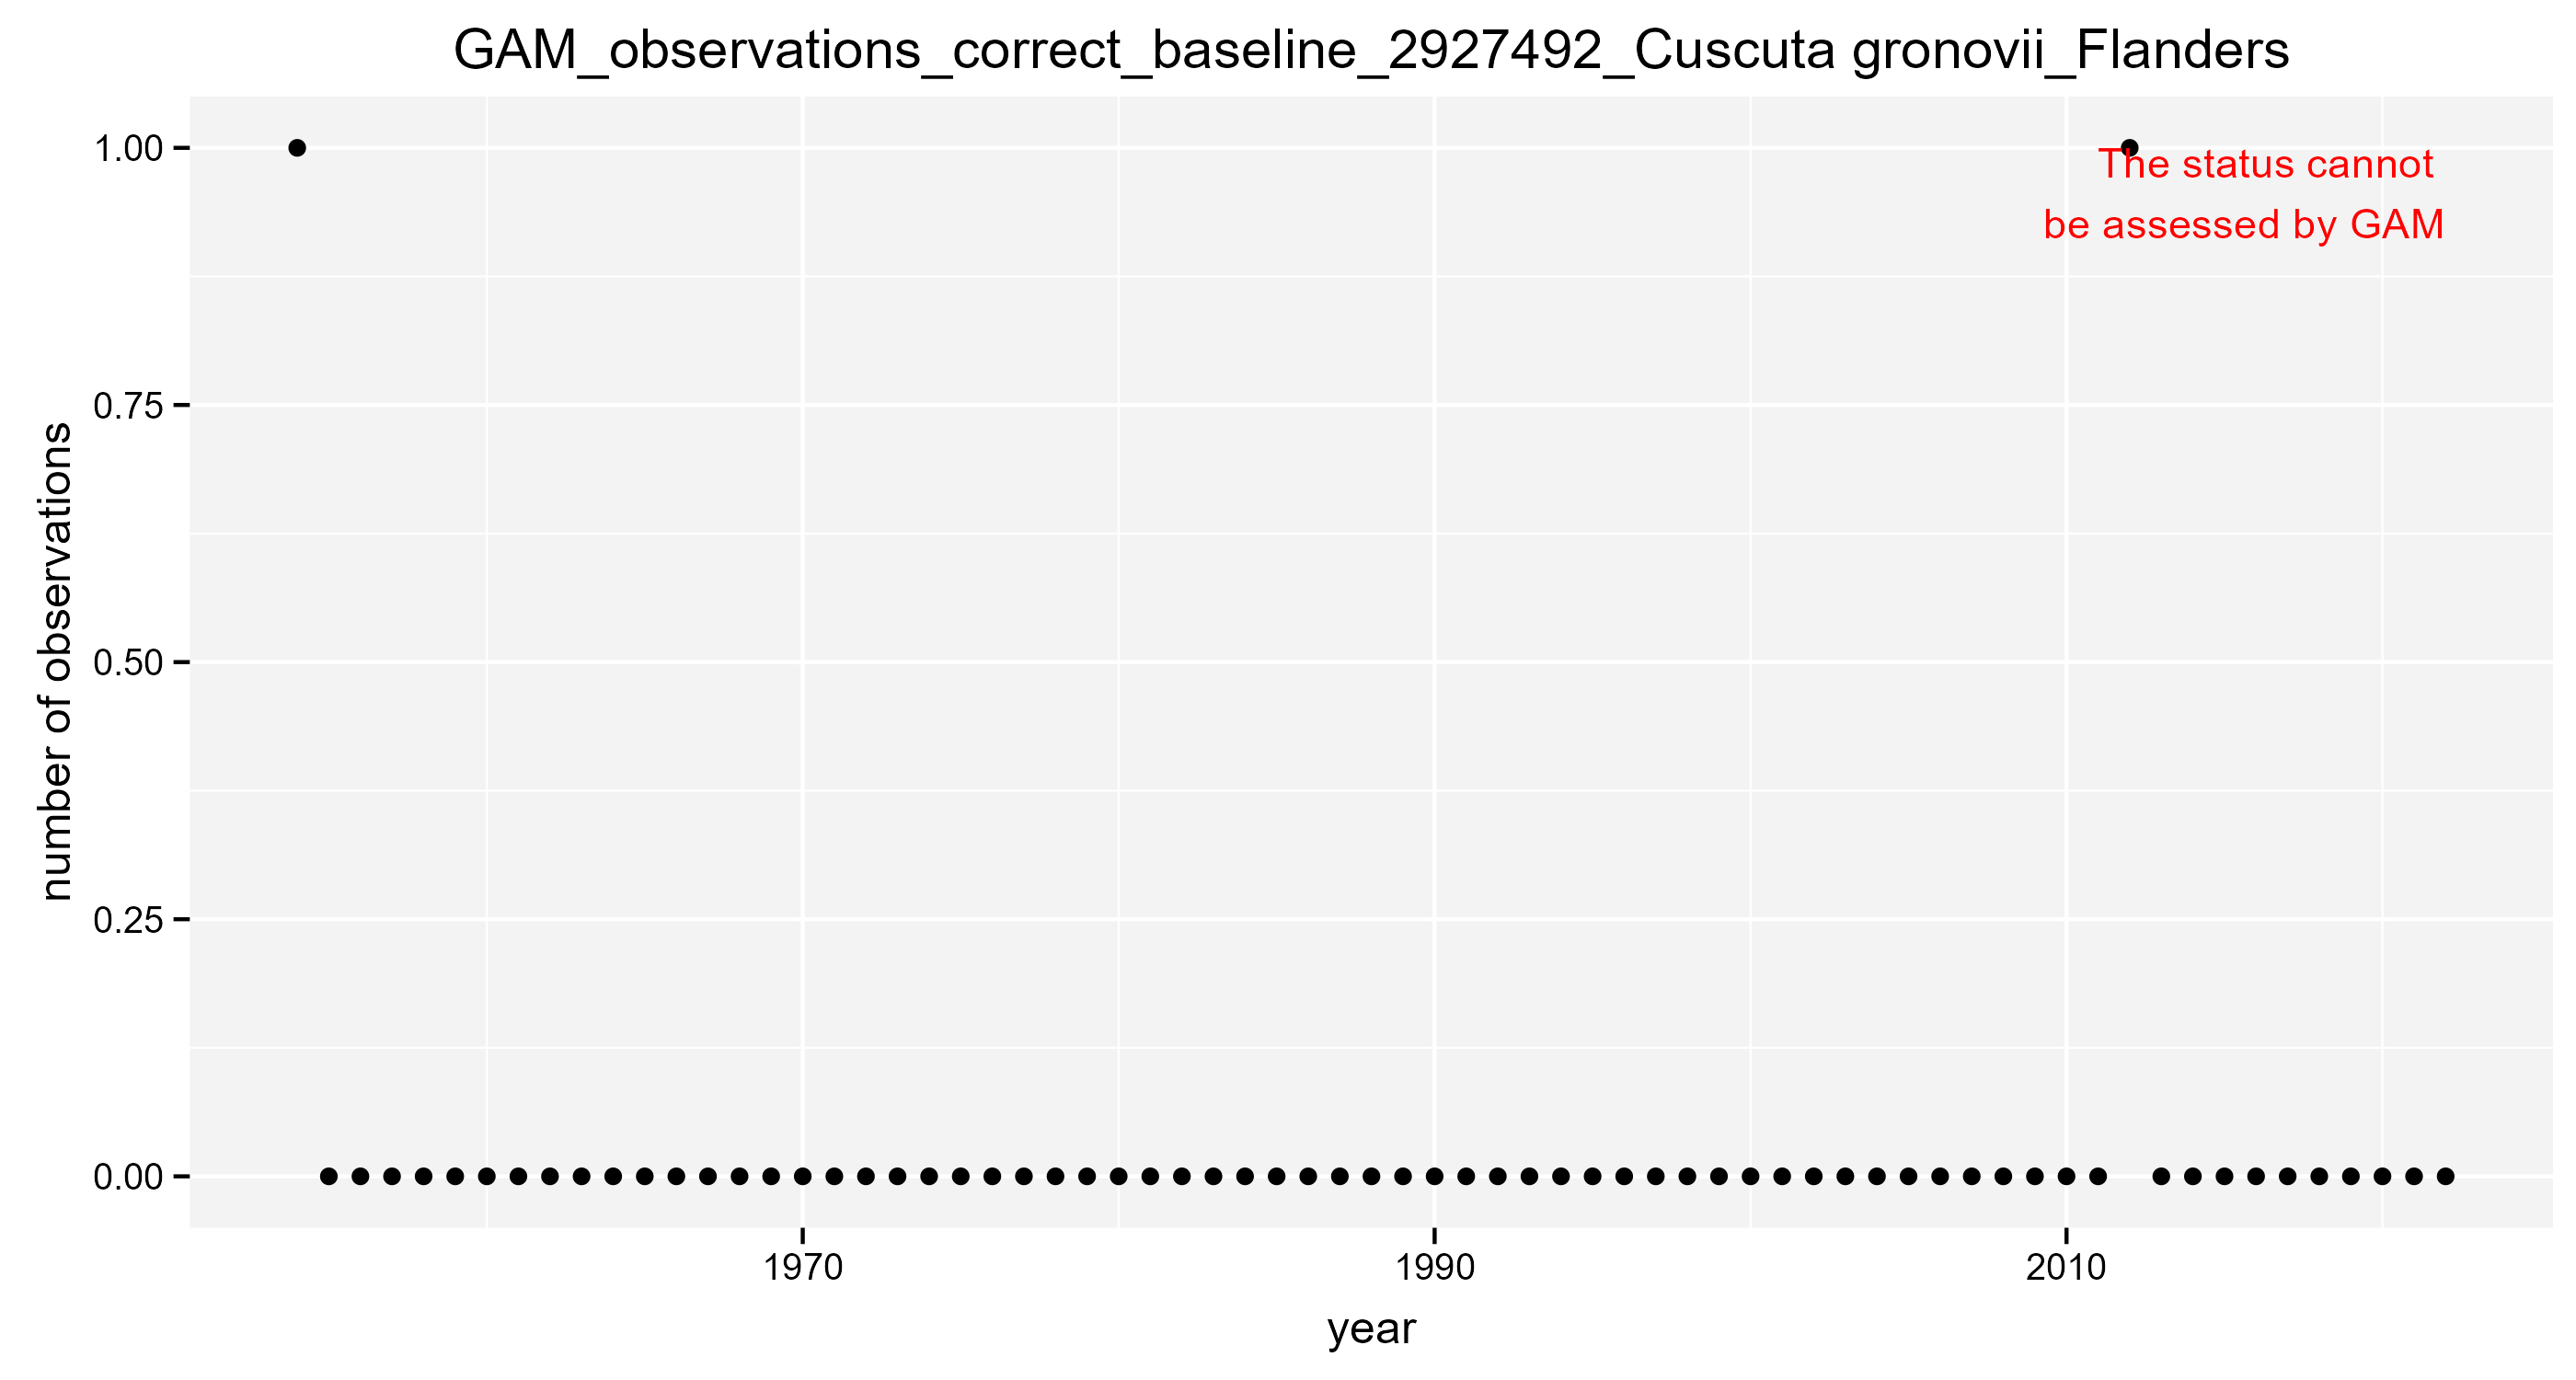 GAM_observations_correct_baseline_2927492_Cuscuta gronovii_Flanders
1.00
The status cannot
be assessed by GAM
0.75
0.50
0.25
0.00
number of observations
1970
1990
2010
year